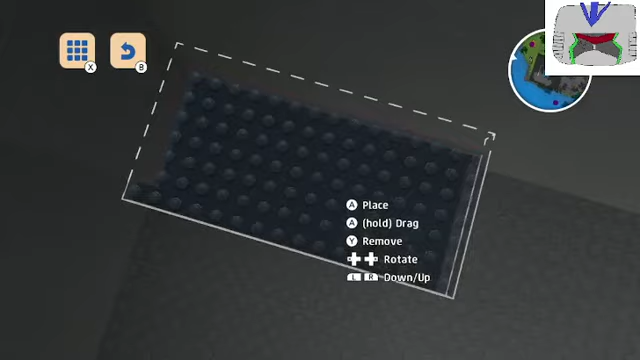 X
B
A Place
A (hold) Drag
Y Remove
Rotate
L R Down/Up